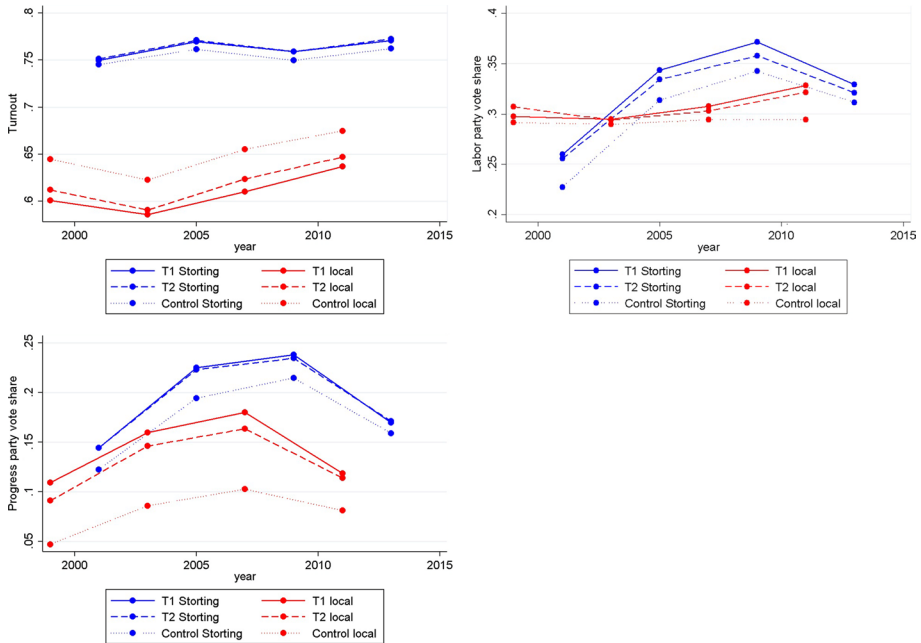 .8
.75
.7
.65
.6
Turnout
2000 2005 2010 2015
year
T1 Storting T1 local
T2 Storting T2 local
Control Storting Control local
.4
.35
.3
.25
.2
Labor party vote share
2000 2005 2010 2015
year
T1 Storting T1 local
T2 Storting T2 local
Control Storting Control local
.25
.2
.15
.1
.05
Progress party vote share
2000 2005 2010 2015
year
T1 Storting T1 local
T2 Storting T2 local
Control Storting Control local